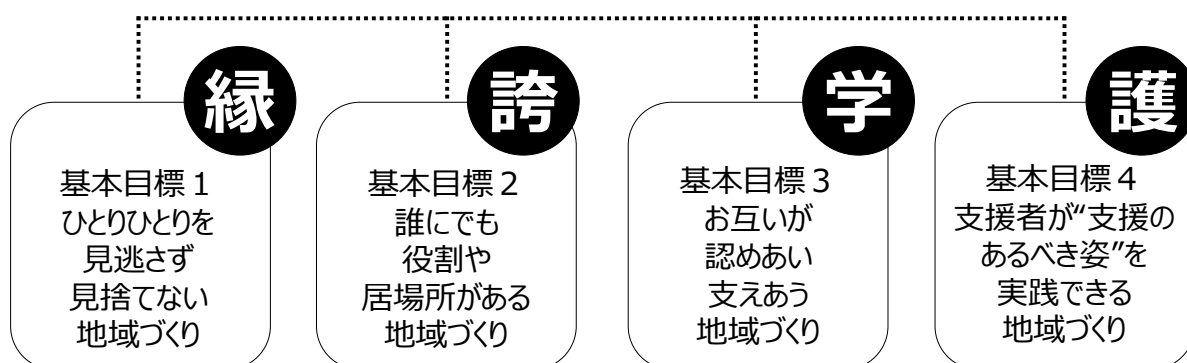 縁
基本目標1
ひとりひとりを
見逃さず
見捨てない
地域づくり
誇
基本目標2
誰にでも
役割や
居場所がある
地域づくり
学
基本目標3
お互いが
認めあい
支えあう
地域づくり
護
基本目標4
支援者が“支援の
あるべき姿”を
実践できる
地域づくり